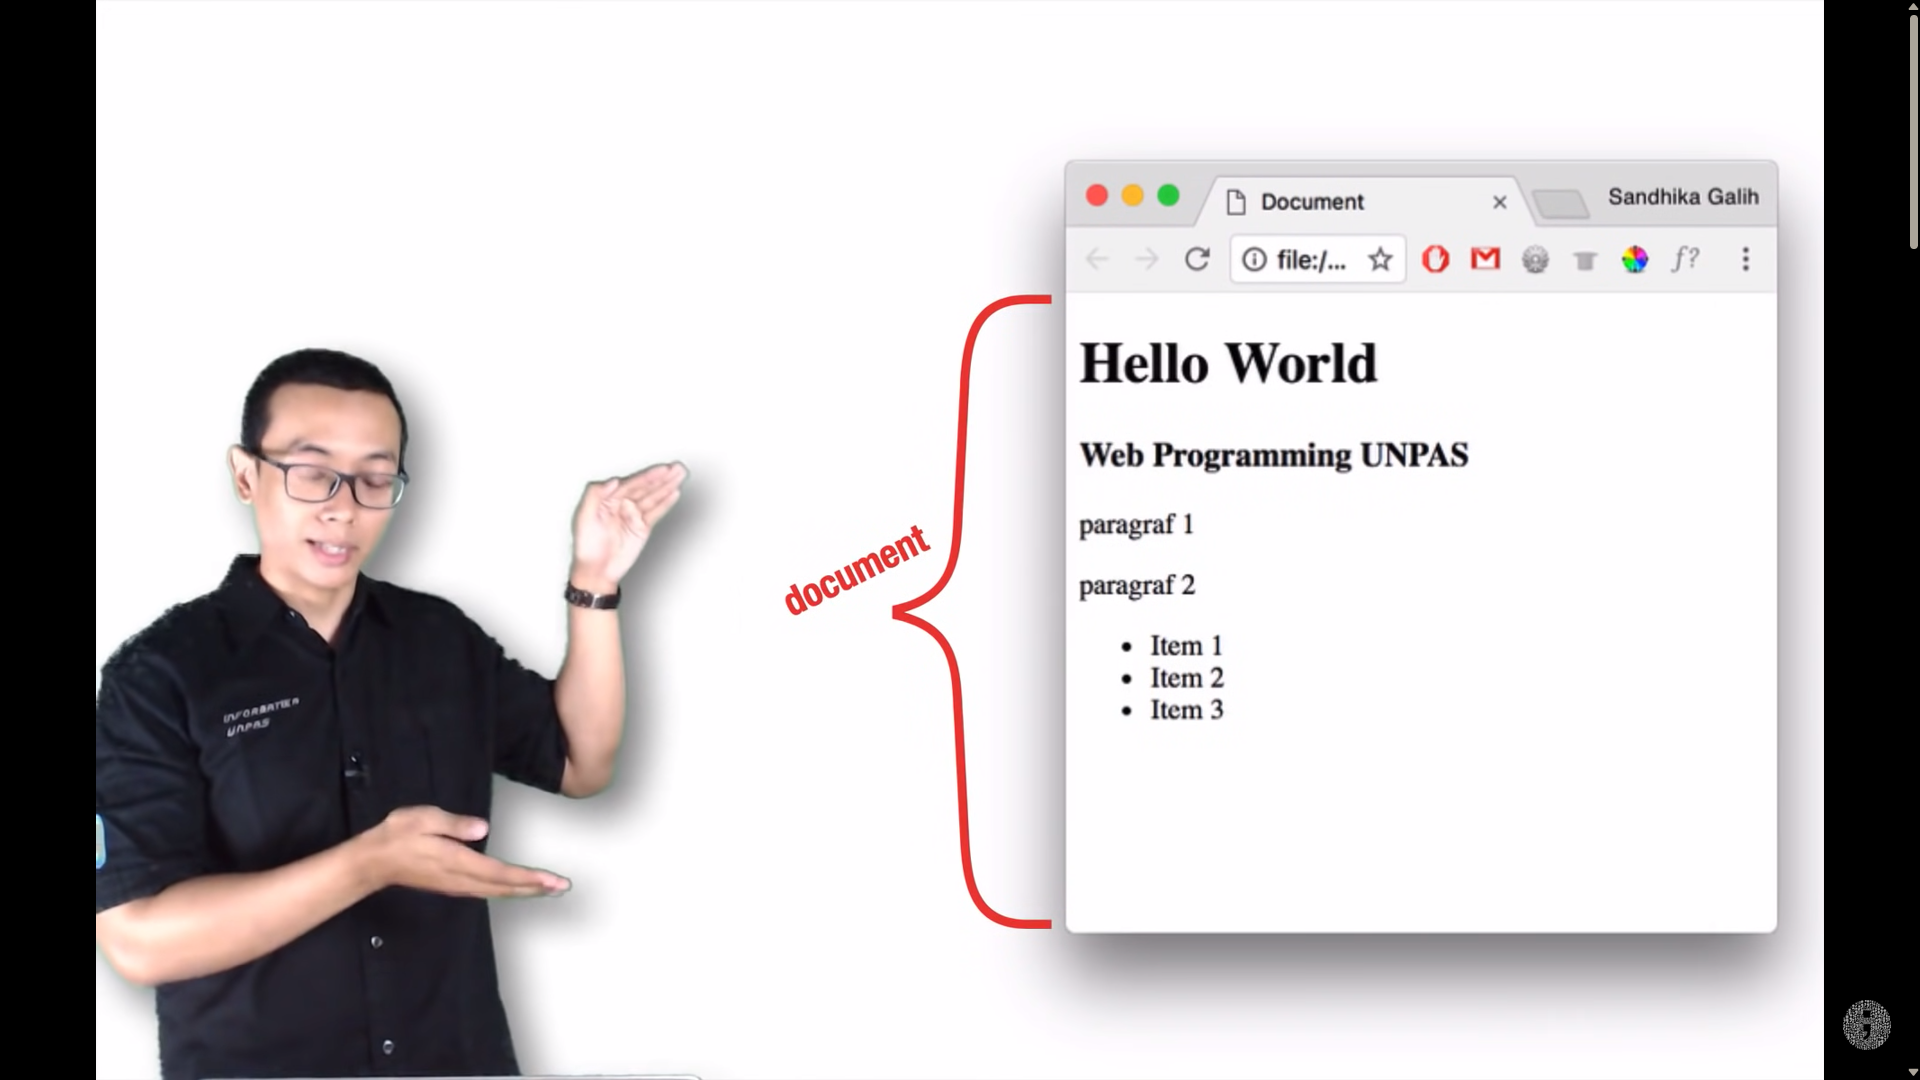 Document
Sandhika Galih
file:/...
f?
Hello World
Web Programming UNPAS
paragraf 1
paragraf 2
Item 1
Item 2
Item 3
document
INFORMATIKA
UNPAS